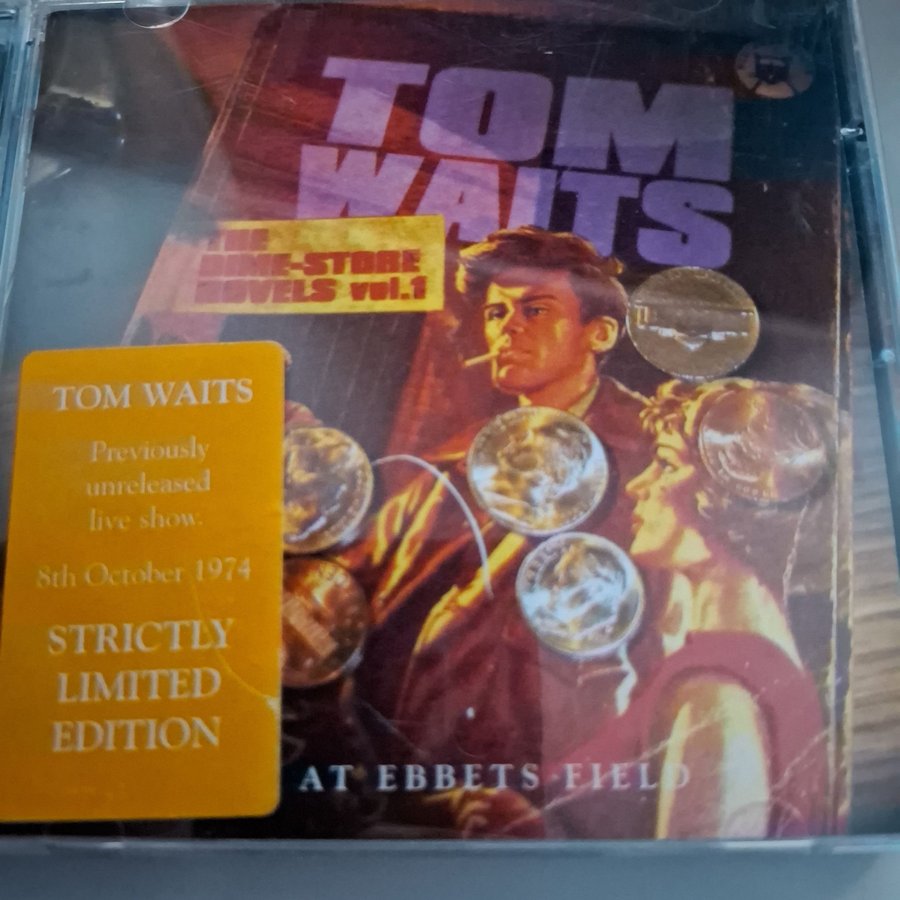 TOM
WAITS
THE
DIME-STORE
NOVELS vol.1
TOM WAITS
Previously
unreleased
live show.
8th October 1974
STRICTLY
LIMITED
EDITION
AT EBBETS FIELD